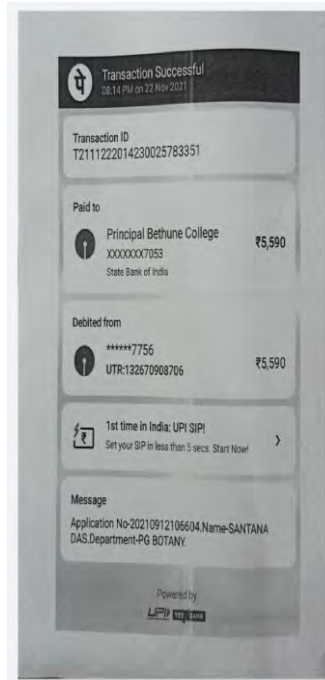 पे
Transaction Successful
08:14 PM on 22 Nov 2021
Transaction ID
T2111222014230025783351
Paid to
Principal Bethune College
₹5,590
XXXXXXX7053
State Bank of India
Debited from
******7756
₹5,590
UTR:132670908706
1st time in India: UPI SIP!
Set your SIP in less than 5 secs. Start Now!
Message
Application No-20210912106604.Name-SANTANA
DAS.Department-PG BOTANY.
Powered by
UPI YES BANK